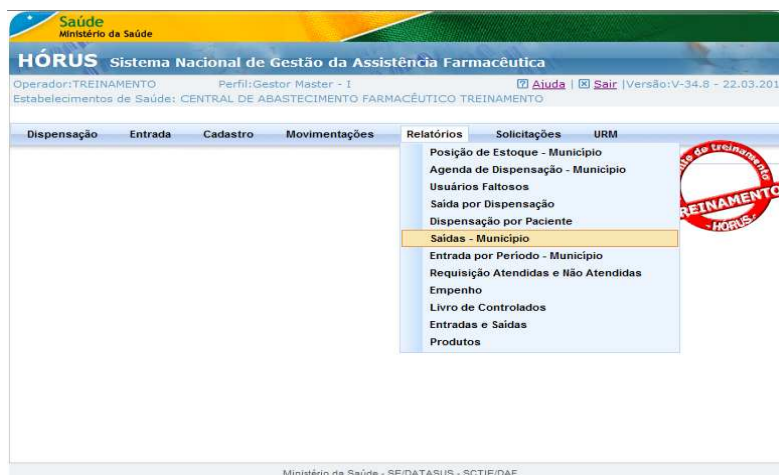 Saúde
Ministério da Saúde
HÓRUS Sistema Nacional de Gestão da Assistência Farmacêutica
Operador:TREINAMENTO Perfil:Gestor Master - I Ajuda | Sair |Versão:V-34.8 - 22.03.201
Estabelecimentos de Saúde: CENTRAL DE ABASTECIMENTO FARMACÊUTICO TREINAMENTO
Dispensação Entrada Cadastro Movimentações Relatórios Solicitações URM
Posição de Estoque - Município
Agenda de Dispensação - Município
Usuários Faltosos
Saída por Dispensação
Dispensação por Paciente
Saídas - Município
Entrada por Período - Município
Requisição Atendidas e Não Atendidas
Empenho
Livro de Controlados
Entradas e Saídas
Produtos
de treinamento
TREINAMENTO
- HÓRUS -
Ministério da Saúde - SE/DATASUS - SCTIE/DAF